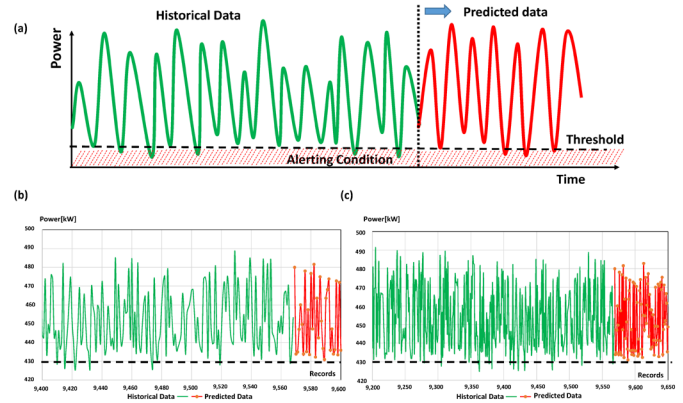 (a)
Historical Data
Predicted data
Power
Threshold
Alerting Condition
Time
(b)
Power[kW]
500
490
480
470
460
450
440
430
420
Records
9,400
9,420
9,440
9,460
9,480
9,500
9,520
9,540
9,560
9,580
9,600
Historical Data
Predicted Data
(c)
Power[kW]
500
490
480
470
460
450
440
430
420
Records
9,200
9,250
9,300
9,350
9,400
9,450
9,500
9,550
9,600
9,650
Historical Data
Predicted Data